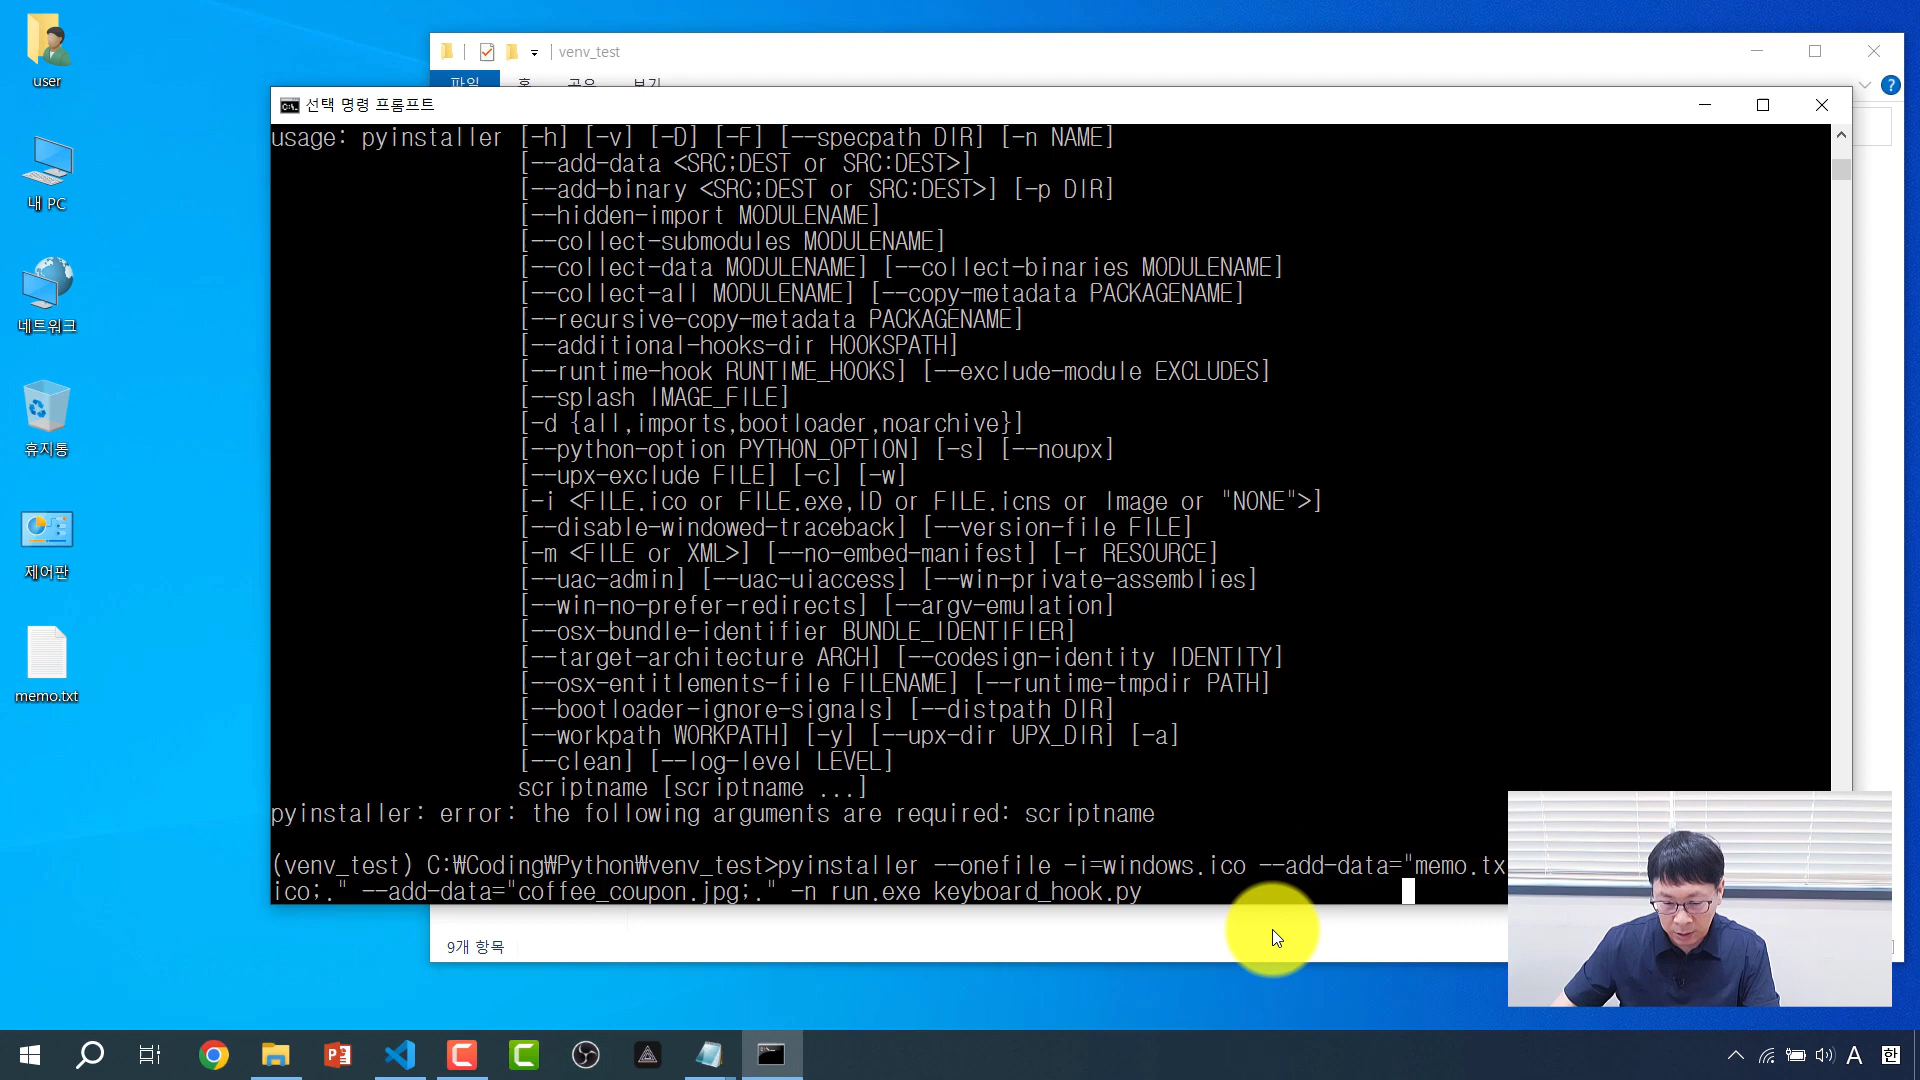 user
내 PC
네트워크
휴지통
제어판
memo.txt
venv_test
파일 홈 공유 보기
선택 명령 프롬프트
usage: pyinstaller [-h] [-v] [-D] [-F] [--specpath DIR] [-n NAME]
[--add-data <SRC;DEST or SRC:DEST>]
[--add-binary <SRC;DEST or SRC:DEST>] [-p DIR]
[--hidden-import MODULENAME]
[--collect-submodules MODULENAME]
[--collect-data MODULENAME] [--collect-binaries MODULENAME]
[--collect-all MODULENAME] [--copy-metadata PACKAGENAME]
[--recursive-copy-metadata PACKAGENAME]
[--additional-hooks-dir HOOKSPATH]
[--runtime-hook RUNTIME_HOOKS] [--exclude-module EXCLUDES]
[--splash IMAGE_FILE]
[-d {all,imports,bootloader,noarchive}]
[--python-option PYTHON_OPTION] [-s] [--noupx]
[--upx-exclude FILE] [-c] [-w]
[-i <FILE.ico or FILE.exe,ID or FILE.icns or Image or "NONE">]
[--disable-windowed-traceback] [--version-file FILE]
[-m <FILE or XML>] [--no-embed-manifest] [-r RESOURCE]
[--uac-admin] [--uac-uiaccess] [--win-private-assemblies]
[--win-no-prefer-redirects] [--argv-emulation]
[--osx-bundle-identifier BUNDLE_IDENTIFIER]
[--target-architecture ARCH] [--codesign-identity IDENTITY]
[--osx-entitlements-file FILENAME] [--runtime-tmpdir PATH]
[--bootloader-ignore-signals] [--distpath DIR]
[--workpath WORKPATH] [-y] [--upx-dir UPX_DIR] [-a]
[--clean] [--log-level LEVEL]
scriptname [scriptname ...]
pyinstaller: error: the following arguments are required: scriptname
(venv_test) C:₩Coding₩Python₩venv_test>pyinstaller --onefile -i=windows.ico --add-data="memo.tx
ico;." --add-data="coffee_coupon.jpg;." -n run.exe keyboard_hook.py
9개 항목
A 한